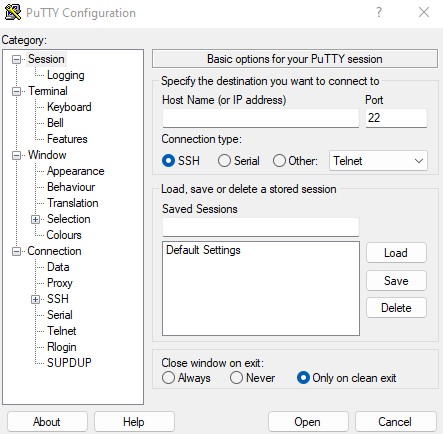 PuTTY Configuration ? ×
Category:
Session
Logging
Terminal
Keyboard
Bell
Features
Window
Appearance
Behaviour
Translation
Selection
Colours
Connection
Data
Proxy
SSH
Serial
Telnet
Rlogin
SUPDUP
Basic options for your PuTTY session
Specify the destination you want to connect to
Host Name (or IP address) Port
22
Connection type:
SSH Serial Other: Telnet
Load, save or delete a stored session
Saved Sessions
Default Settings
Load
Save
Delete
Close window on exit:
Always Never Only on clean exit
About Help Open Cancel